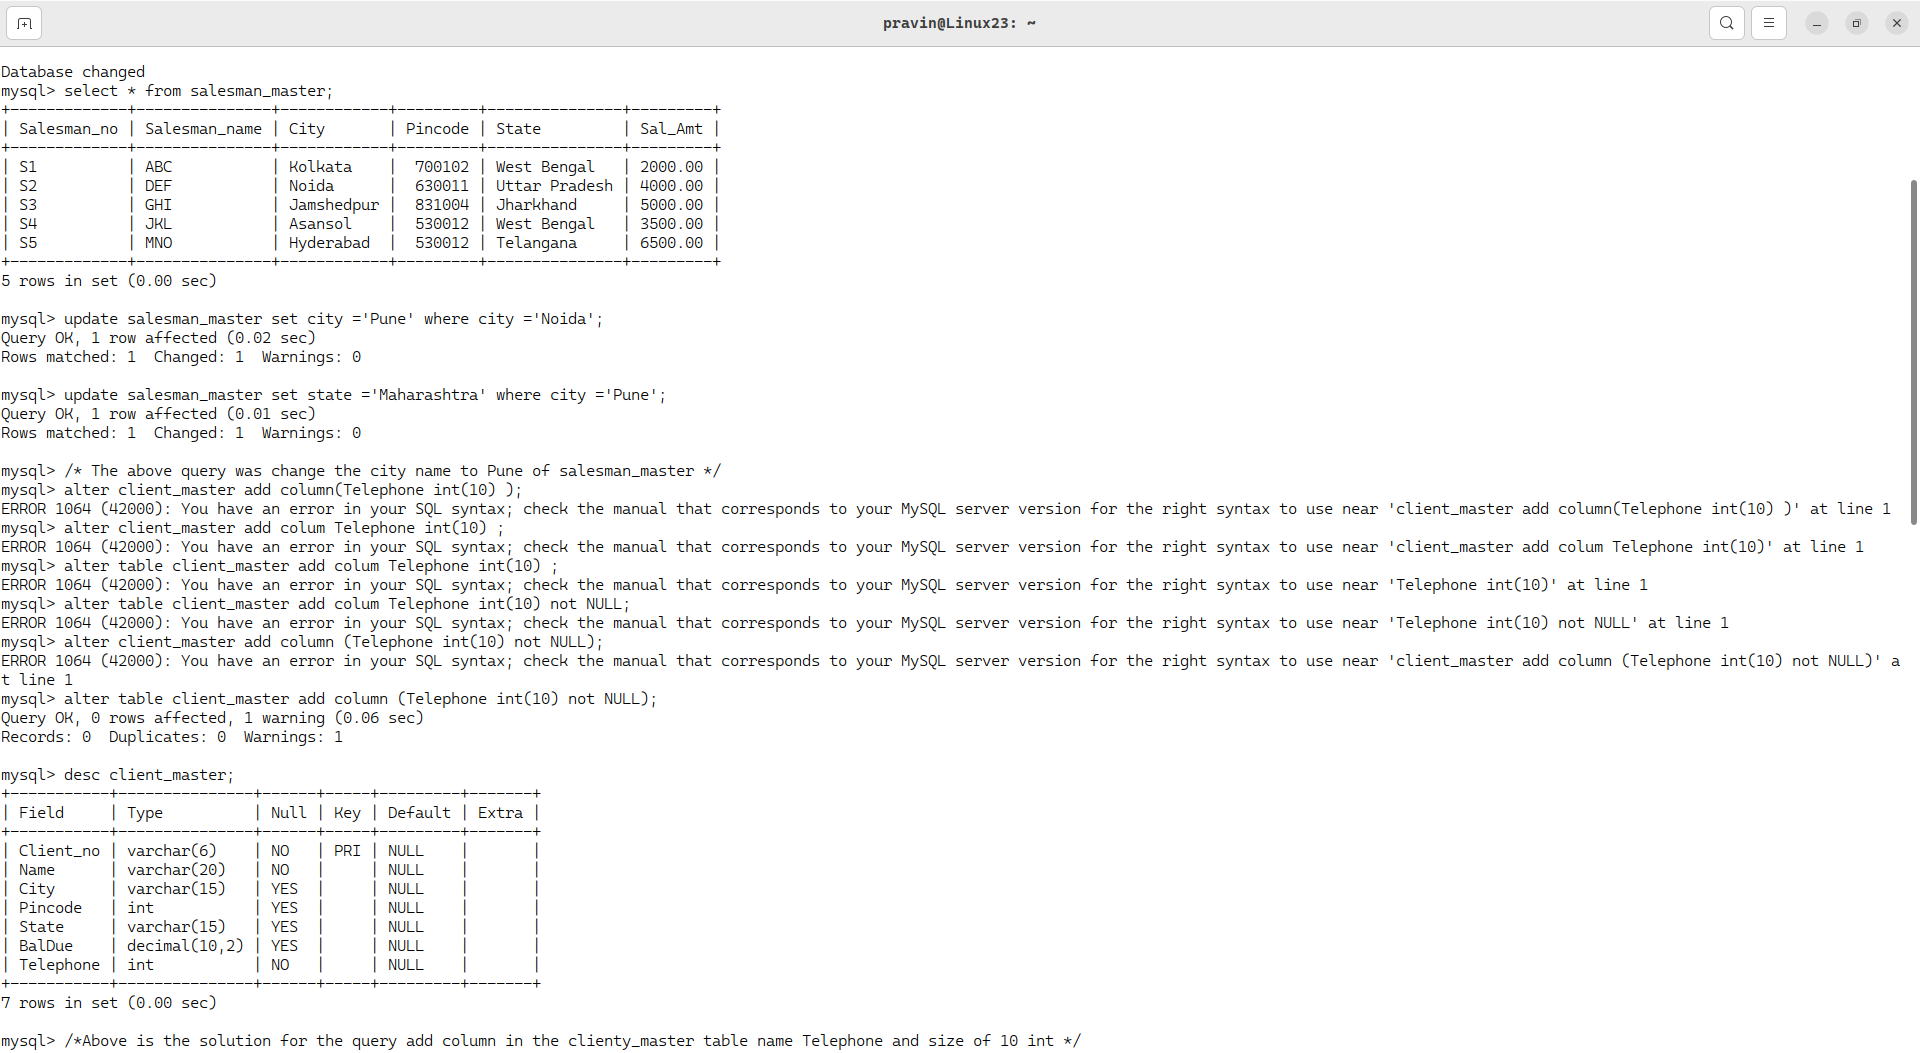 pravin@Linux23: ~
Database changed
mysql> select * from salesman_master;
+-------------+---------------+------------+---------+---------------+---------+
| Salesman_no | Salesman_name | City       | Pincode | State         | Sal_Amt |
+-------------+---------------+------------+---------+---------------+---------+
| S1          | ABC           | Kolkata    |  700102 | West Bengal   | 2000.00 |
| S2          | DEF           | Noida      |  630011 | Uttar Pradesh | 4000.00 |
| S3          | GHI           | Jamshedpur |  831004 | Jharkhand     | 5000.00 |
| S4          | JKL           | Asansol    |  530012 | West Bengal   | 3500.00 |
| S5          | MNO           | Hyderabad  |  530012 | Telangana     | 6500.00 |
+-------------+---------------+------------+---------+---------------+---------+
5 rows in set (0.00 sec)
mysql> update salesman_master set city ='Pune' where city ='Noida';
Query OK, 1 row affected (0.02 sec)
Rows matched: 1  Changed: 1  Warnings: 0
mysql> update salesman_master set state ='Maharashtra' where city ='Pune';
Query OK, 1 row affected (0.01 sec)
Rows matched: 1  Changed: 1  Warnings: 0
mysql> /* The above query was change the city name to Pune of salesman_master */
mysql> alter client_master add column(Telephone int(10) );
ERROR 1064 (42000): You have an error in your SQL syntax; check the manual that corresponds to your MySQL server version for the right syntax to use near 'client_master add column(Telephone int(10) )' at line 1
mysql> alter client_master add colum Telephone int(10) ;
ERROR 1064 (42000): You have an error in your SQL syntax; check the manual that corresponds to your MySQL server version for the right syntax to use near 'client_master add colum Telephone int(10)' at line 1
mysql> alter table client_master add colum Telephone int(10) ;
ERROR 1064 (42000): You have an error in your SQL syntax; check the manual that corresponds to your MySQL server version for the right syntax to use near 'Telephone int(10)' at line 1
mysql> alter table client_master add colum Telephone int(10) not NULL;
ERROR 1064 (42000): You have an error in your SQL syntax; check the manual that corresponds to your MySQL server version for the right syntax to use near 'Telephone int(10) not NULL' at line 1
mysql> alter client_master add column (Telephone int(10) not NULL);
ERROR 1064 (42000): You have an error in your SQL syntax; check the manual that corresponds to your MySQL server version for the right syntax to use near 'client_master add column (Telephone int(10) not NULL)' a
t line 1
mysql> alter table client_master add column (Telephone int(10) not NULL);
Query OK, 0 rows affected, 1 warning (0.06 sec)
Records: 0  Duplicates: 0  Warnings: 1
mysql> desc client_master;
+-----------+---------------+------+-----+---------+-------+
| Field     | Type          | Null | Key | Default | Extra |
+-----------+---------------+------+-----+---------+-------+
| Client_no | varchar(6)    | NO   | PRI | NULL    |       |
| Name      | varchar(20)   | NO   |     | NULL    |       |
| City      | varchar(15)   | YES  |     | NULL    |       |
| Pincode   | int           | YES  |     | NULL    |       |
| State     | varchar(15)   | YES  |     | NULL    |       |
| BalDue    | decimal(10,2) | YES  |     | NULL    |       |
| Telephone | int           | NO   |     | NULL    |       |
+-----------+---------------+------+-----+---------+-------+
7 rows in set (0.00 sec)
mysql> /*Above is the solution for the query add column in the clienty_master table name Telephone and size of 10 int */